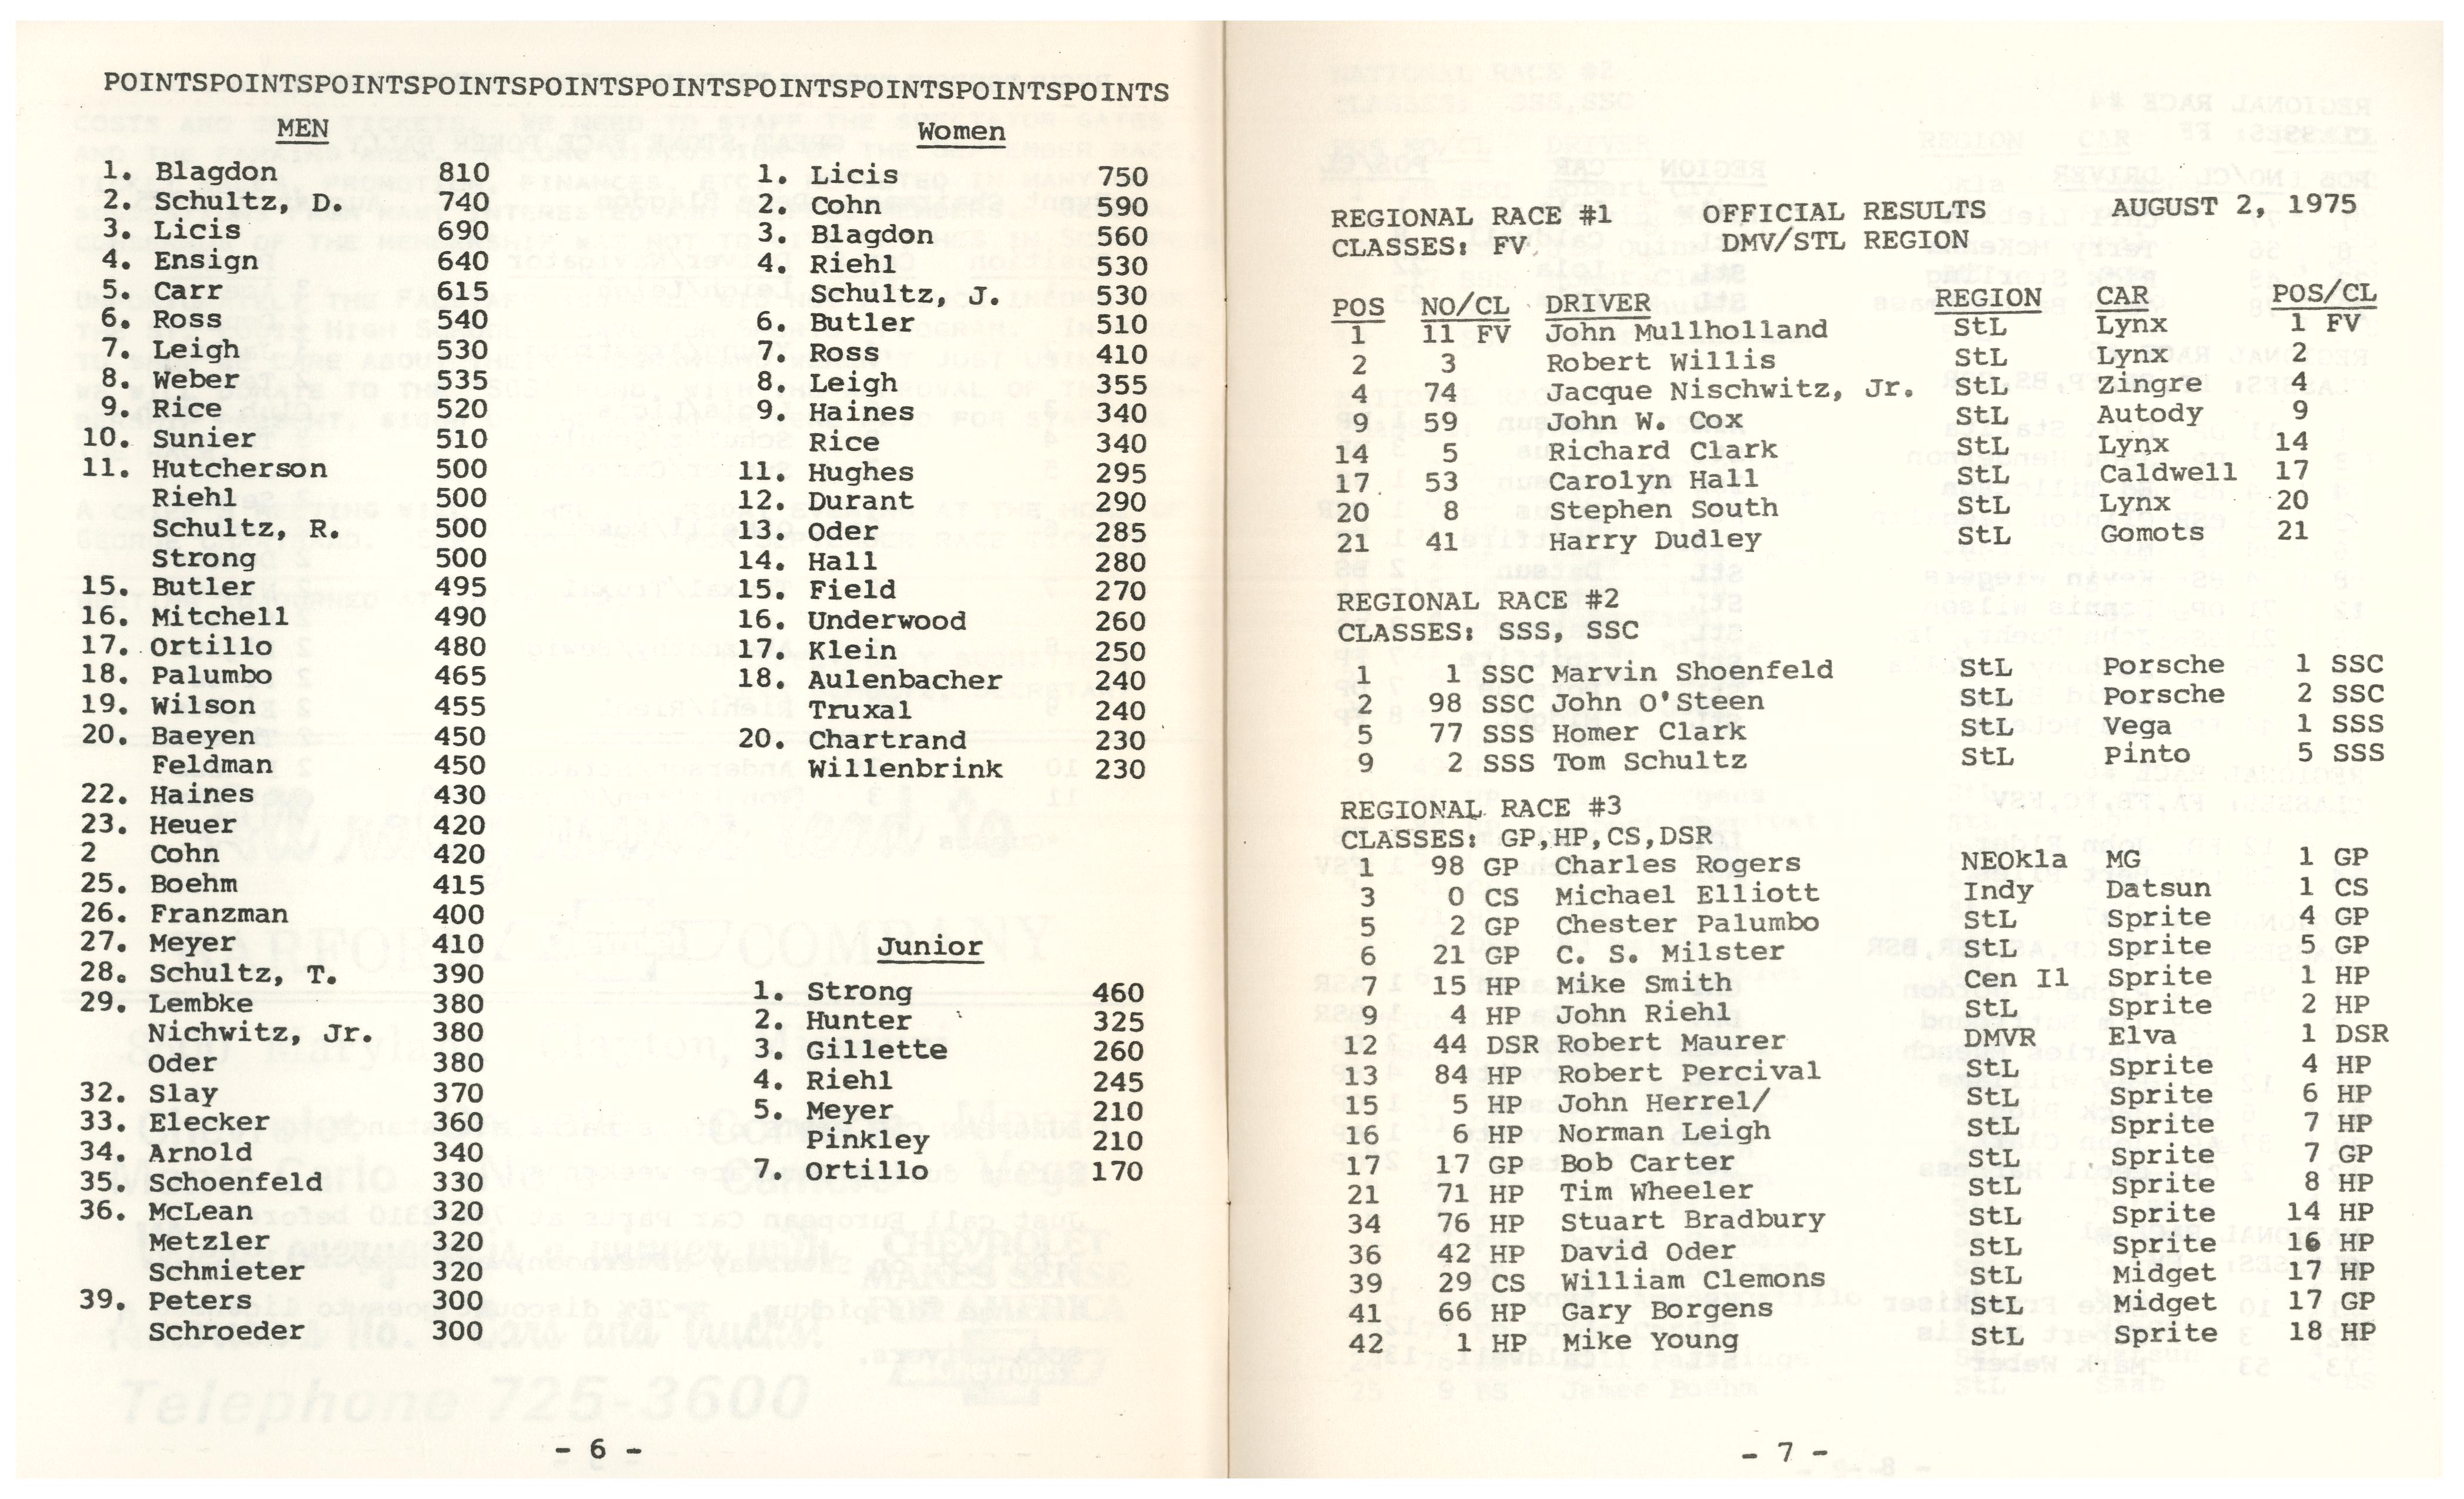 POINTSPOINTSPOINTSPOINTSPOINTSPOINTSPOINTSPOINTSPOINTSPOINTS
MEN
1. Blagdon 810
2. Schultz, D. 740
3. Licis 690
4. Ensign 640
5. Carr 615
6. Ross 540
7. Leigh 530
8. Weber 535
9. Rice 520
10. Sunier 510
11. Hutcherson 500
Riehl 500
Schultz, R. 500
Strong 500
15. Butler 495
16. Mitchell 490
17. Ortillo 480
18. Palumbo 465
19. Wilson 455
20. Baeyen 450
Feldman 450
22. Haines 430
23. Heuer 420
2 Cohn 420
25. Boehm 415
26. Franzman 400
27. Meyer 410
28. Schultz, T. 390
29. Lembke 380
Nichwitz, Jr. 380
Oder 380
32. Slay 370
33. Elecker 360
34. Arnold 340
35. Schoenfeld 330
36. McLean 320
Metzler 320
Schmieter 320
39. Peters 300
Schroeder 300
Women
1. Licis 750
2. Cohn 590
3. Blagdon 560
4. Riehl 530
Schultz, J. 530
6. Butler 510
7. Ross 410
8. Leigh 355
9. Haines 340
Rice 340
11. Hughes 295
12. Durant 290
13. Oder 285
14. Hall 280
15. Field 270
16. Underwood 260
17. Klein 250
18. Aulenbacher 240
Truxal 240
20. Chartrand 230
Willenbrink 230
Junior
1. Strong 460
2. Hunter 325
3. Gillette 260
4. Riehl 245
5. Meyer 210
Pinkley 210
7. Ortillo 170
- 6 -
REGIONAL RACE #1 OFFICIAL RESULTS AUGUST 2, 1975
CLASSES: FV DMV/STL REGION
POS NO/CL DRIVER REGION CAR POS/CL
1 11 FV John Mullholland StL Lynx 1 FV
2 3 Robert Willis StL Lynx 2
4 74 Jacque Nischwitz, Jr. StL Zingre 4
9 59 John W. Cox StL Autody 9
14 5 Richard Clark StL Lynx 14
17 53 Carolyn Hall StL Caldwell 17
20 8 Stephen South StL Lynx 20
21 41 Harry Dudley StL Gomots 21
REGIONAL RACE #2
CLASSES: SSS, SSC
1 1 SSC Marvin Shoenfeld StL Porsche 1 SSC
2 98 SSC John O'Steen StL Porsche 2 SSC
5 77 SSS Homer Clark StL Vega 1 SSS
9 2 SSS Tom Schultz StL Pinto 5 SSS
REGIONAL RACE #3
CLASSES: GP,HP,CS,DSR
1 98 GP Charles Rogers NEOkla MG 1 GP
3 0 CS Michael Elliott Indy Datsun 1 CS
5 2 GP Chester Palumbo StL Sprite 4 GP
6 21 GP C. S. Milster StL Sprite 5 GP
7 15 HP Mike Smith Cen Il Sprite 1 HP
9 4 HP John Riehl StL Sprite 2 HP
12 44 DSR Robert Maurer DMVR Elva 1 DSR
13 84 HP Robert Percival StL Sprite 4 HP
15 5 HP John Herrel/ StL Sprite 6 HP
16 6 HP Norman Leigh StL Sprite 7 HP
17 17 GP Bob Carter StL Sprite 7 GP
21 71 HP Tim Wheeler StL Sprite 8 HP
34 76 HP Stuart Bradbury StL Sprite 14 HP
36 42 HP David Oder StL Sprite 16 HP
39 29 CS William Clemons StL Midget 17 HP
41 66 HP Gary Borgens StL Midget 17 GP
42 1 HP Mike Young StL Sprite 18 HP
- 7 -